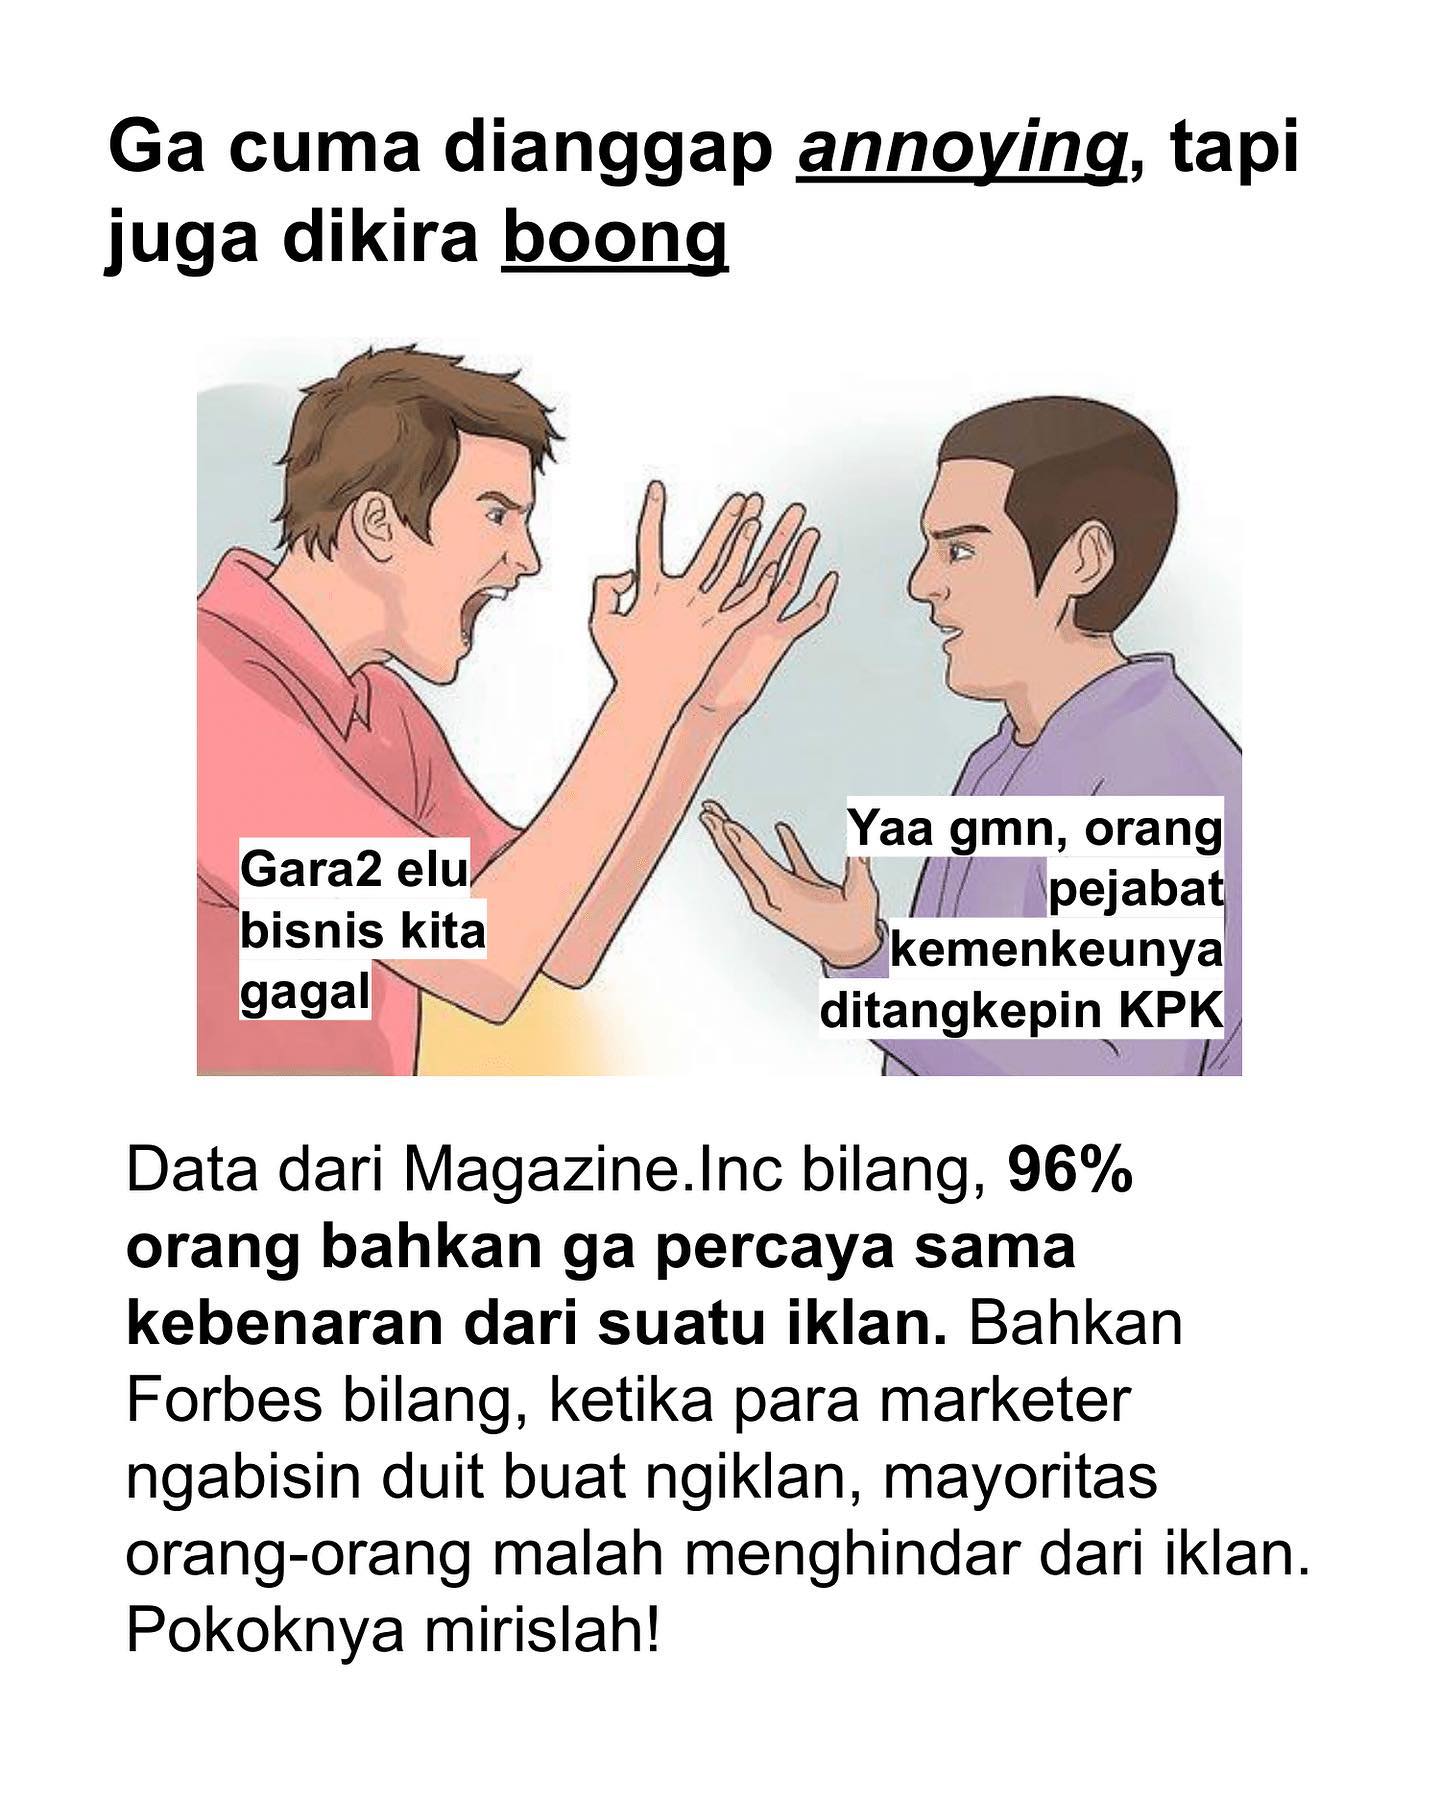 Ga cuma dianggap annoying, tapi
juga dikira boong
Gara2 elu
bisnis kita
gagal
Yaa gmn, orang
pejabat
kemenkeunya
ditangkepin KPK
Data dari Magazine.Inc bilang, 96%
orang bahkan ga percaya sama
kebenaran dari suatu iklan. Bahkan
Forbes bilang, ketika para marketer
ngabisin duit buat ngiklan, mayoritas
orang-orang malah menghindar dari iklan.
Pokoknya mirislah!